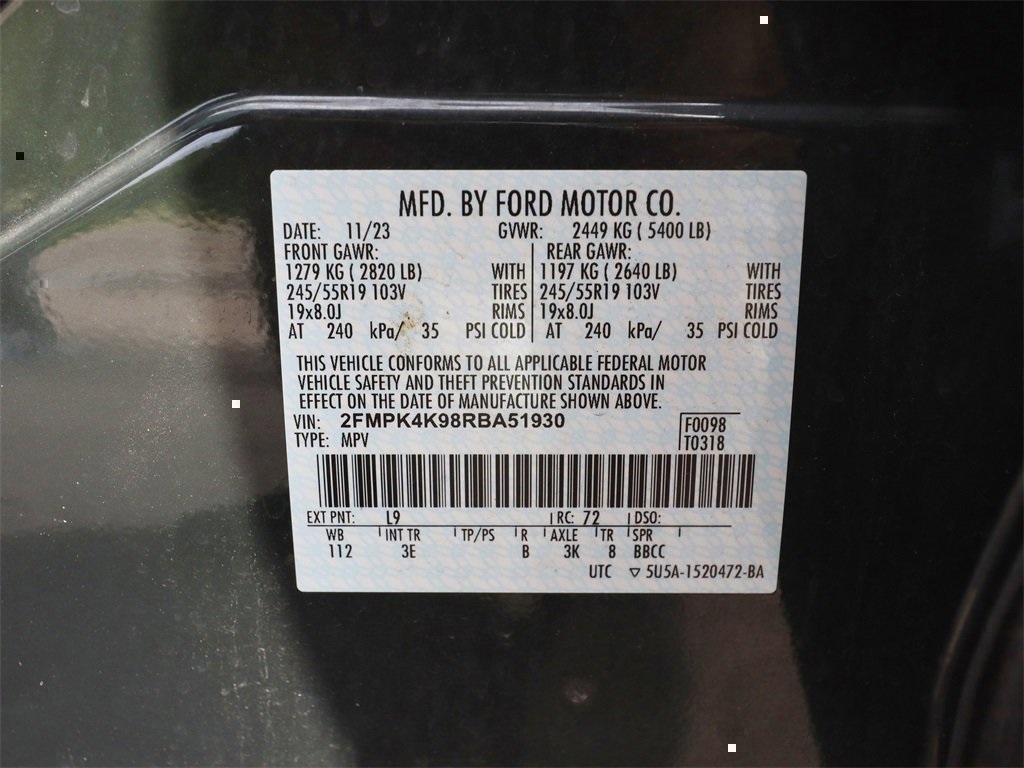 MFD. BY FORD MOTOR CO.
DATE: 11/23 GVWR: 2449 KG ( 5400 LB)
FRONT GAWR: REAR GAWR:
1279 KG ( 2820 LB) WITH 1197 KG ( 2640 LB) WITH
245/55R19 103V TIRES 245/55R19 103V TIRES
19x8.0J RIMS 19x8.0J RIMS
AT 240 kPa/ 35 PSI COLD AT 240 kPa/ 35 PSI COLD
THIS VEHICLE CONFORMS TO ALL APPLICABLE FEDERAL MOTOR
VEHICLE SAFETY AND THEFT PREVENTION STANDARDS IN
EFFECT ON THE DATE OF MANUFACTURE SHOWN ABOVE.
VIN: 2FMPK4K98RBA51930 F0098
TYPE: MPV T0318
EXT PNT: L9 RC: 72 DSO:
WB INT TR TP/PS R AXLE TR SPR
112 3E B 3K 8 BBCC
UTC ▽ 5U5A-1520472-BA